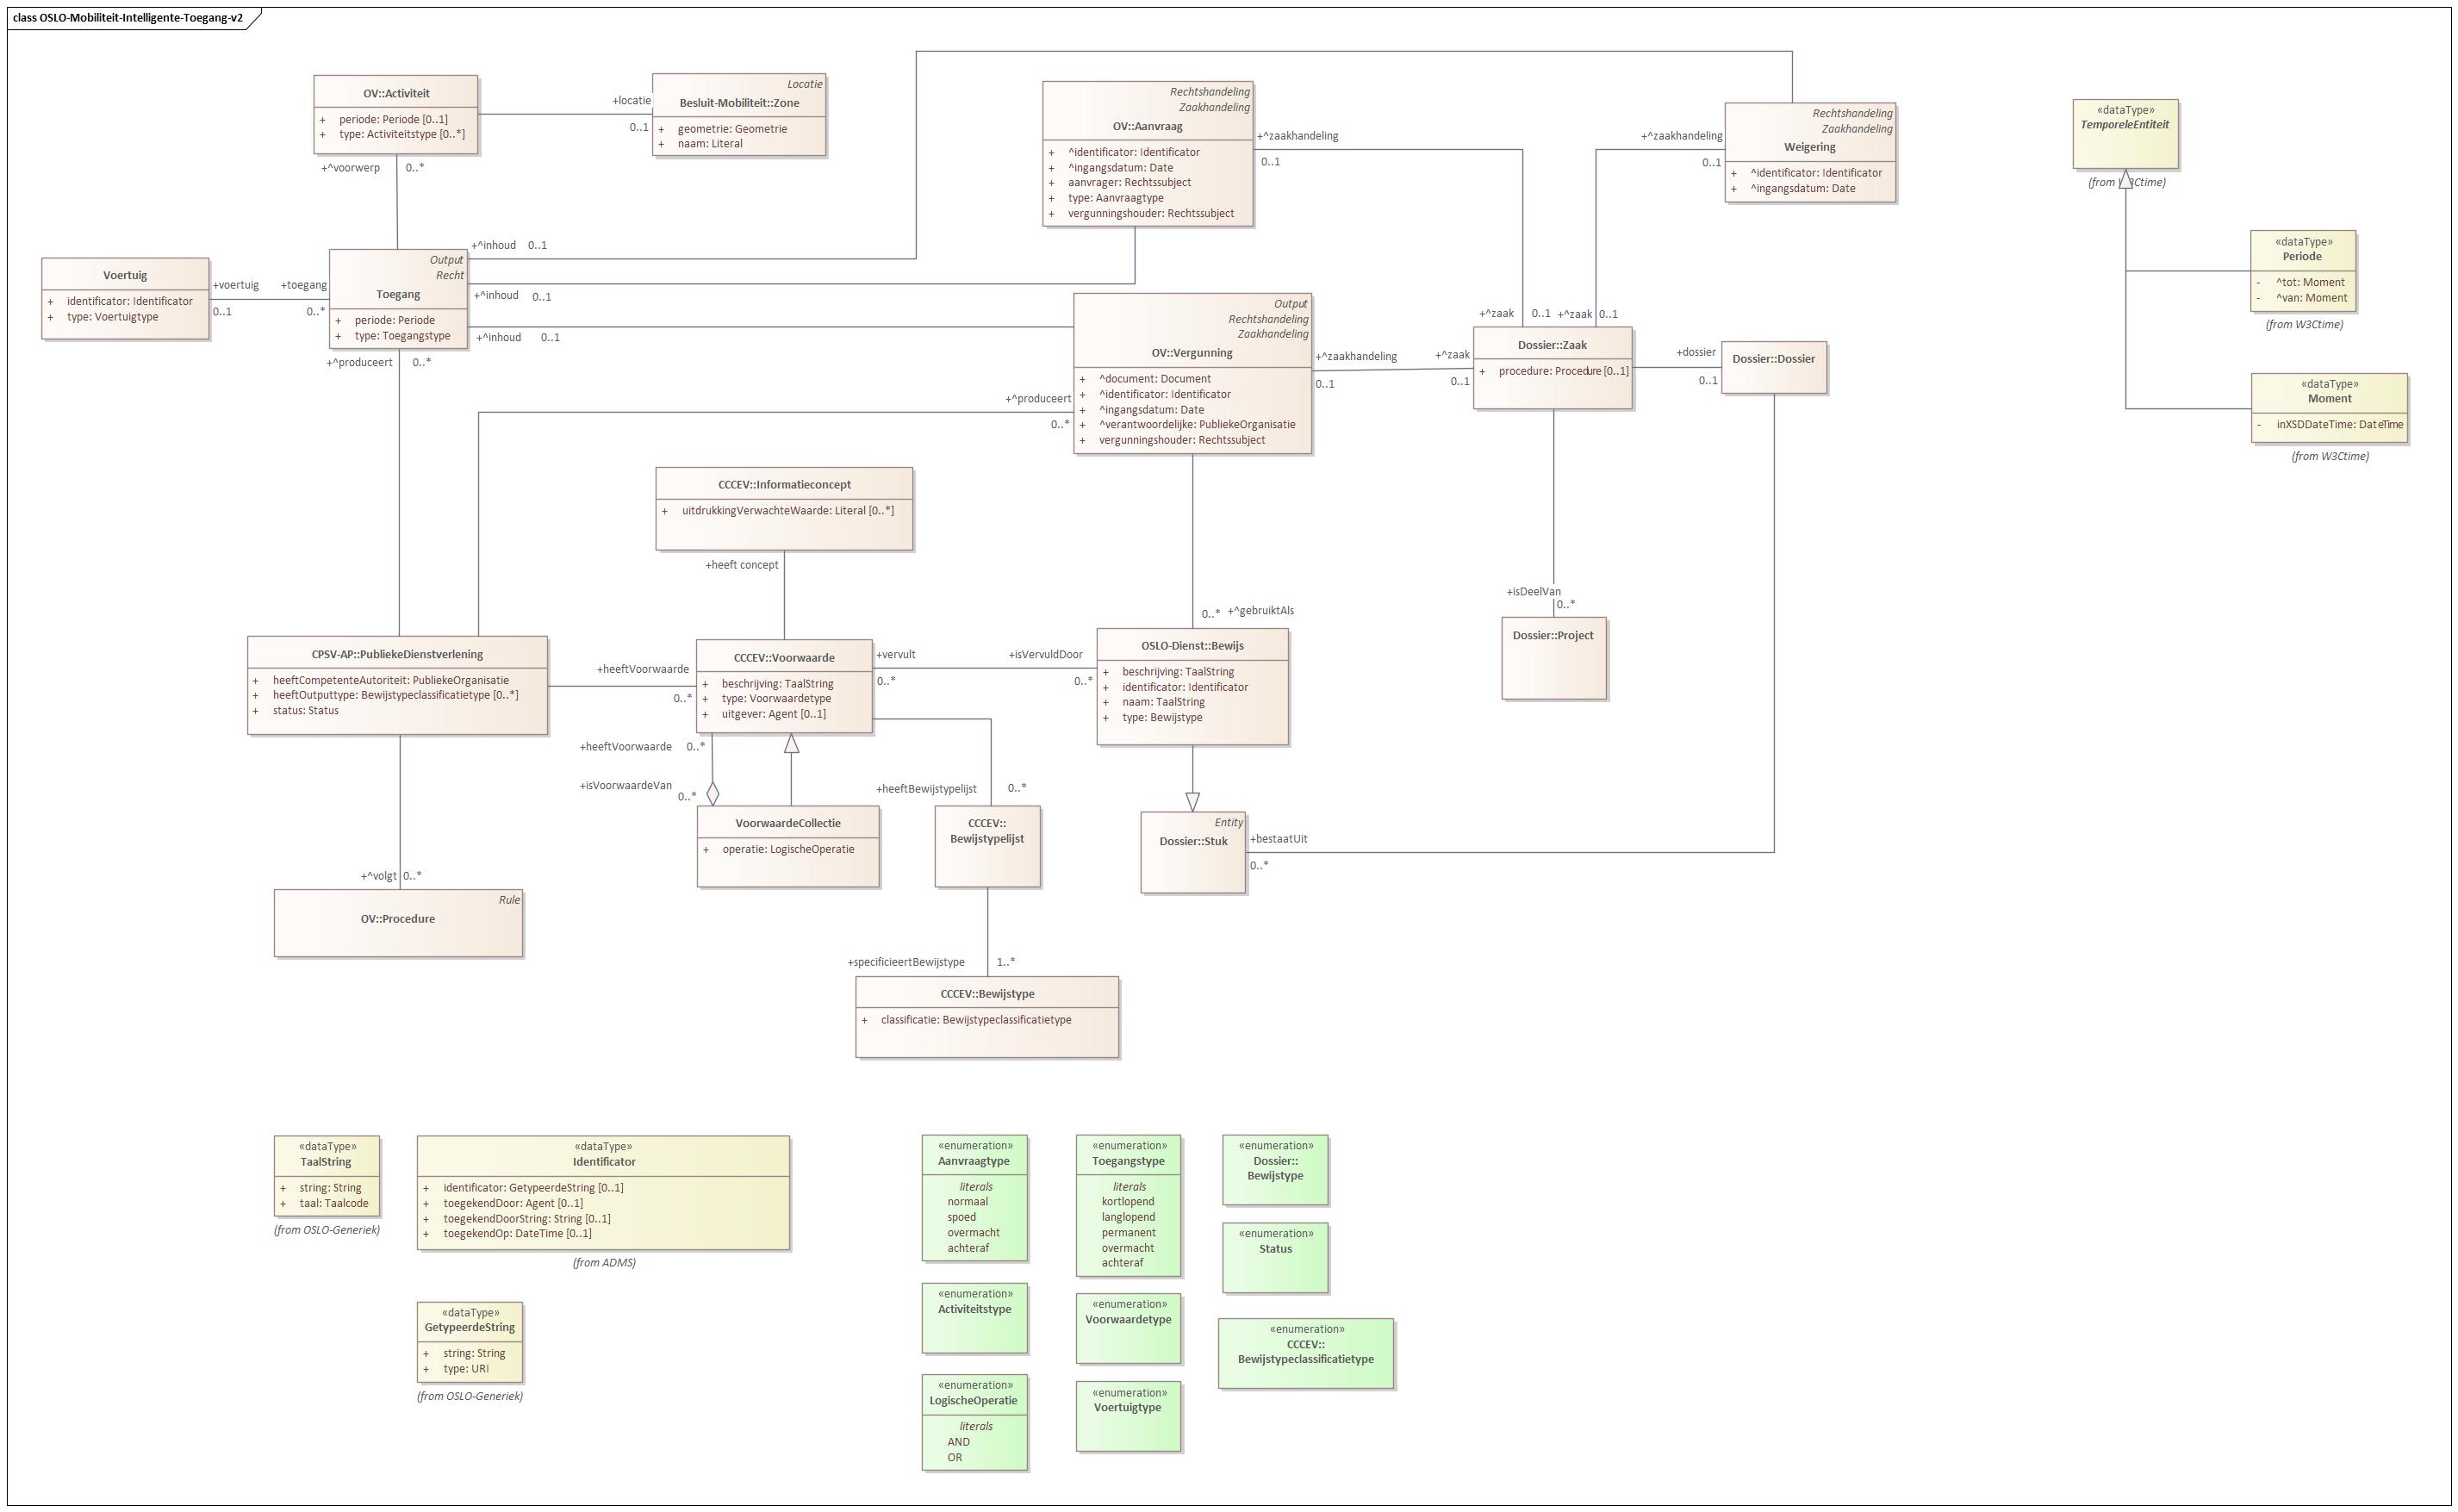 class OSLO-Mobiliteit-Intelligente-Toegang-v2
OV::Activiteit
+ periode: Periode [0..1]
+ type: Activiteitstype [0..*]
+locatie
0..1
Locatie
Besluit-Mobiliteit::Zone
+ geometrie: Geometrie
+ naam: Literal
+^voorwerp 0..*
Rechtshandeling
Zaakhandeling
OV::Aanvraag
+ ^identificator: Identificator
+ ^ingangsdatum: Date
+ aanvrager: Rechtssubject
+ type: Aanvraagtype
+ vergunningshouder: Rechtssubject
+^zaakhandeling
0..1
+^zaakhandeling
0..1
Rechtshandeling
Zaakhandeling
Weigering
+ ^identificator: Identificator
+ ^ingangsdatum: Date
«dataType»
TemporeleEntiteit
(from W3Ctime)
«dataType»
Periode
- ^tot: Moment
- ^van: Moment
(from W3Ctime)
«dataType»
Moment
- inXSDDateTime: DateTime
(from W3Ctime)
Voertuig
+ identificator: Identificator
+ type: Voertuigtype
+voertuig +toegang
0..1 0..*
Output
Recht
Toegang
+ periode: Periode
+ type: Toegangstype
+^inhoud 0..1
+^inhoud 0..1
+^inhoud 0..1
+^produceert 0..*
Output
Rechtshandeling
Zaakhandeling
OV::Vergunning
+ ^document: Document
+ ^identificator: Identificator
+ ^ingangsdatum: Date
+ ^verantwoordelijke: PubliekeOrganisatie
+ vergunningshouder: Rechtssubject
+^produceert
0..*
+^zaakhandeling +^zaak
0..1 0..1
+^zaak 0..1 +^zaak 0..1
Dossier::Zaak
+ procedure: Procedure [0..1]
+dossier
0..1
Dossier::Dossier
CCCEV::Informatieconcept
+ uitdrukkingVerwachteWaarde: Literal [0..*]
+heeft concept
+isDeelVan
0..*
Dossier::Project
0..* +^gebruiktAls
CPSV-AP::PubliekeDienstverlening
+ heeftCompetenteAutoriteit: PubliekeOrganisatie
+ heeftOutputtype: Bewijstypeclassificatietype [0..*]
+ status: Status
+heeftVoorwaarde
0..*
CCCEV::Voorwaarde
+ beschrijving: TaalString
+ type: Voorwaardetype
+ uitgever: Agent [0..1]
+vervult +isVervuldDoor
0..* 0..*
OSLO-Dienst::Bewijs
+ beschrijving: TaalString
+ identificator: Identificator
+ naam: TaalString
+ type: Bewijstype
+heeftVoorwaarde 0..*
+isVoorwaardeVan 0..*
VoorwaardeCollectie
+ operatie: LogischeOperatie
+heeftBewijstypelijst 0..*
CCCEV::
Bewijstypelijst
Entity
Dossier::Stuk
+bestaatUit
0..*
+^volgt 0..*
Rule
OV::Procedure
+specificieertBewijstype 1..*
CCCEV::Bewijstype
+ classificatie: Bewijstypeclassificatietype
«dataType»
TaalString
+ string: String
+ taal: Taalcode
(from OSLO-Generiek)
«dataType»
Identificator
+ identificator: GetypeerdeString [0..1]
+ toegekendDoor: Agent [0..1]
+ toegekendDoorString: String [0..1]
+ toegekendOp: DateTime [0..1]
(from ADMS)
«dataType»
GetypeerdeString
+ string: String
+ type: URI
(from OSLO-Generiek)
«enumeration»
Aanvraagtype
literals
normaal
spoed
overmacht
achteraf
«enumeration»
Toegangstype
literals
kortlopend
langlopend
permanent
overmacht
achteraf
«enumeration»
Dossier::
Bewijstype
«enumeration»
Status
«enumeration»
Activiteitstype
«enumeration»
Voorwaardetype
«enumeration»
CCCEV::
Bewijstypeclassificatietype
«enumeration»
LogischeOperatie
literals
AND
OR
«enumeration»
Voertuigtype